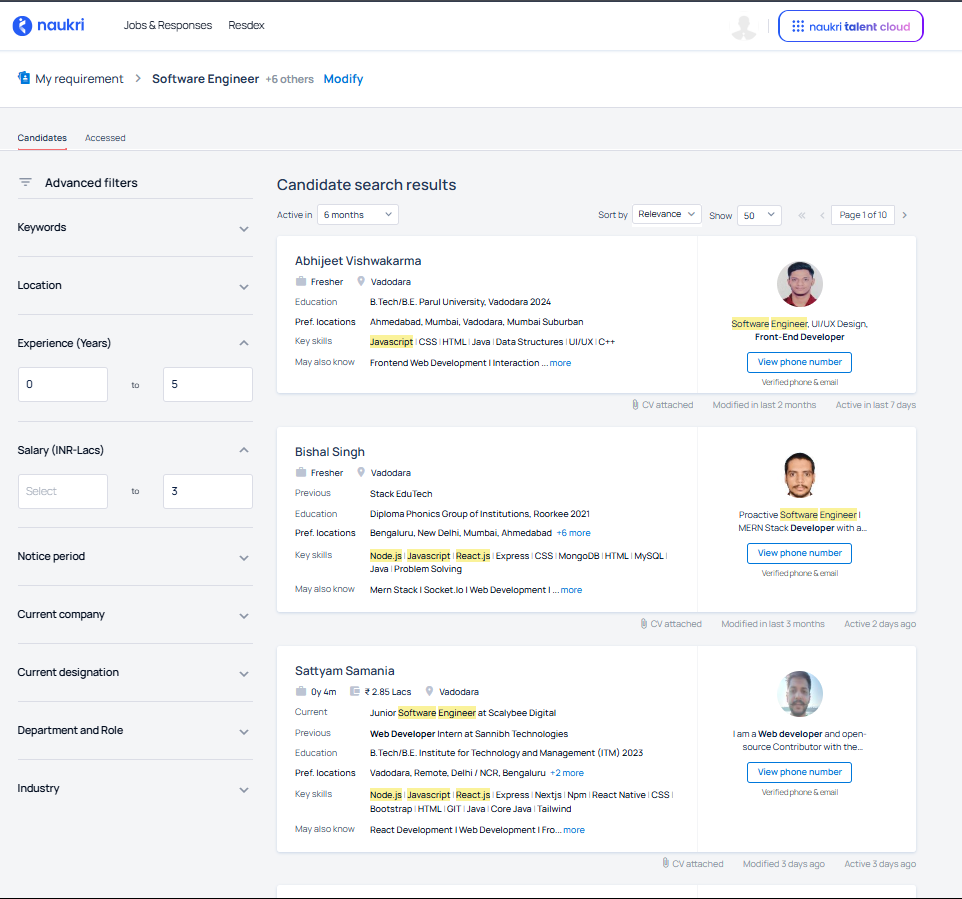 naukri
Jobs & Responses
Resdex
naukri talent cloud
My requirement > Software Engineer +6 others Modify
Candidates
Accessed
Advanced filters
Keywords
Location
Experience (Years)
0 to 5
Salary (INR-Lacs)
Select to 3
Notice period
Current company
Current designation
Department and Role
Industry
Candidate search results
Active in 6 months
Sort by Relevance Show 50 « < Page 1 of 10 >
Abhijeet Vishwakarma
Fresher Vadodara
Education B.Tech/B.E. Parul University, Vadodara 2024
Pref. locations Ahmedabad, Mumbai, Vadodara, Mumbai Suburban
Key skills Javascript | CSS | HTML | Java | Data Structures | UI/UX | C++
May also know Frontend Web Development | Interaction ... more
Software Engineer, UI/UX Design,
Front-End Developer
View phone number
Verified phone & email
CV attached Modified in last 2 months Active in last 7 days
Bishal Singh
Fresher Vadodara
Previous Stack EduTech
Education Diploma Phonics Group of Institutions, Roorkee 2021
Pref. locations Bengaluru, New Delhi, Mumbai, Ahmedabad +6 more
Key skills Node.js | Javascript | React.js | Express | CSS | MongoDB | HTML | MySQL |
Java | Problem Solving
May also know Mern Stack | Socket.Io | Web Development | ... more
Proactive Software Engineer |
MERN Stack Developer with a...
View phone number
Verified phone & email
CV attached Modified in last 3 months Active 2 days ago
Sattyam Samania
0y 4m ₹ 2.85 Lacs Vadodara
Current Junior Software Engineer at Scalybee Digital
Previous Web Developer Intern at Sannibh Technologies
Education B.Tech/B.E. Institute for Technology and Management (ITM) 2023
Pref. locations Vadodara, Remote, Delhi / NCR, Bengaluru +2 more
Key skills Node.js | Javascript | React.js | Express | Nextjs | Npm | React Native | CSS |
Bootstrap | HTML | GIT | Java | Core Java | Tailwind
May also know React Development | Web Development | Fro... more
I am a Web developer and open-
source Contributor with the...
View phone number
Verified phone & email
CV attached Modified 3 days ago Active 3 days ago